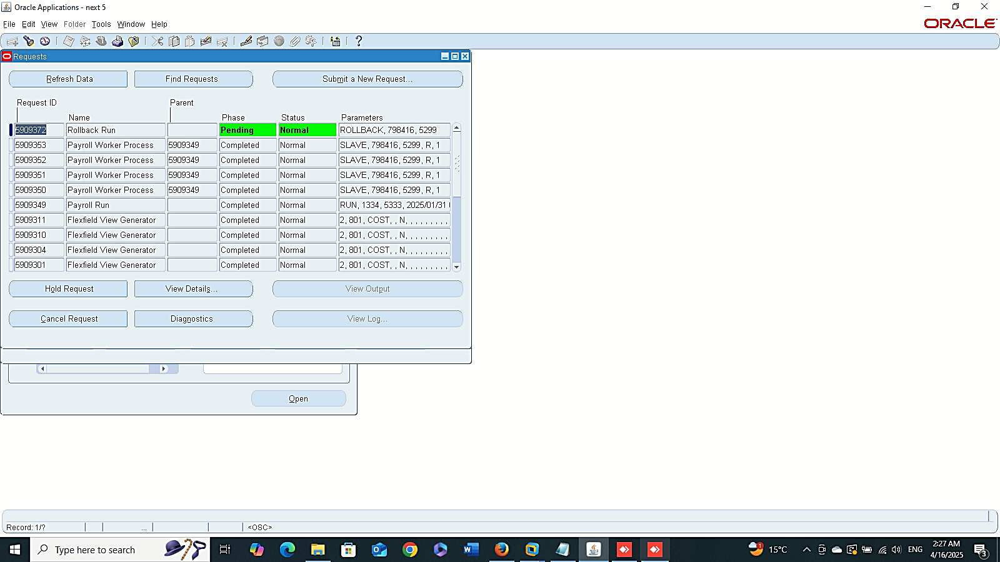 Oracle Applications - next 5
File Edit View Folder Tools Window Help
ORACLE
Requests
Refresh Data Find Requests Submit a New Request...
Request ID Parent
Name Phase Status Parameters
5909372 Rollback Run Pending Normal ROLLBACK, 798416, 5299
5909353 Payroll Worker Process 5909349 Completed Normal SLAVE, 798416, 5299, R, 1
5909352 Payroll Worker Process 5909349 Completed Normal SLAVE, 798416, 5299, R, 1
5909351 Payroll Worker Process 5909349 Completed Normal SLAVE, 798416, 5299, R, 1
5909350 Payroll Worker Process 5909349 Completed Normal SLAVE, 798416, 5299, R, 1
5909349 Payroll Run Completed Normal RUN, 1334, 5333, 2025/01/31
5909311 Flexfield View Generator Completed Normal 2, 801, COST, , N, , , , , , , , ,
5909310 Flexfield View Generator Completed Normal 2, 801, COST, , N, , , , , , , , ,
5909304 Flexfield View Generator Completed Normal 2, 801, COST, , N, , , , , , , , ,
5909301 Flexfield View Generator Completed Normal 2, 801, COST, , N, , , , , , , , ,
Hold Request View Details... View Output
Cancel Request Diagnostics View Log...
Open
Record: 1/? ... <OSC>
Type here to search 1 15°C ENG 2:27 AM
4/16/2025 3